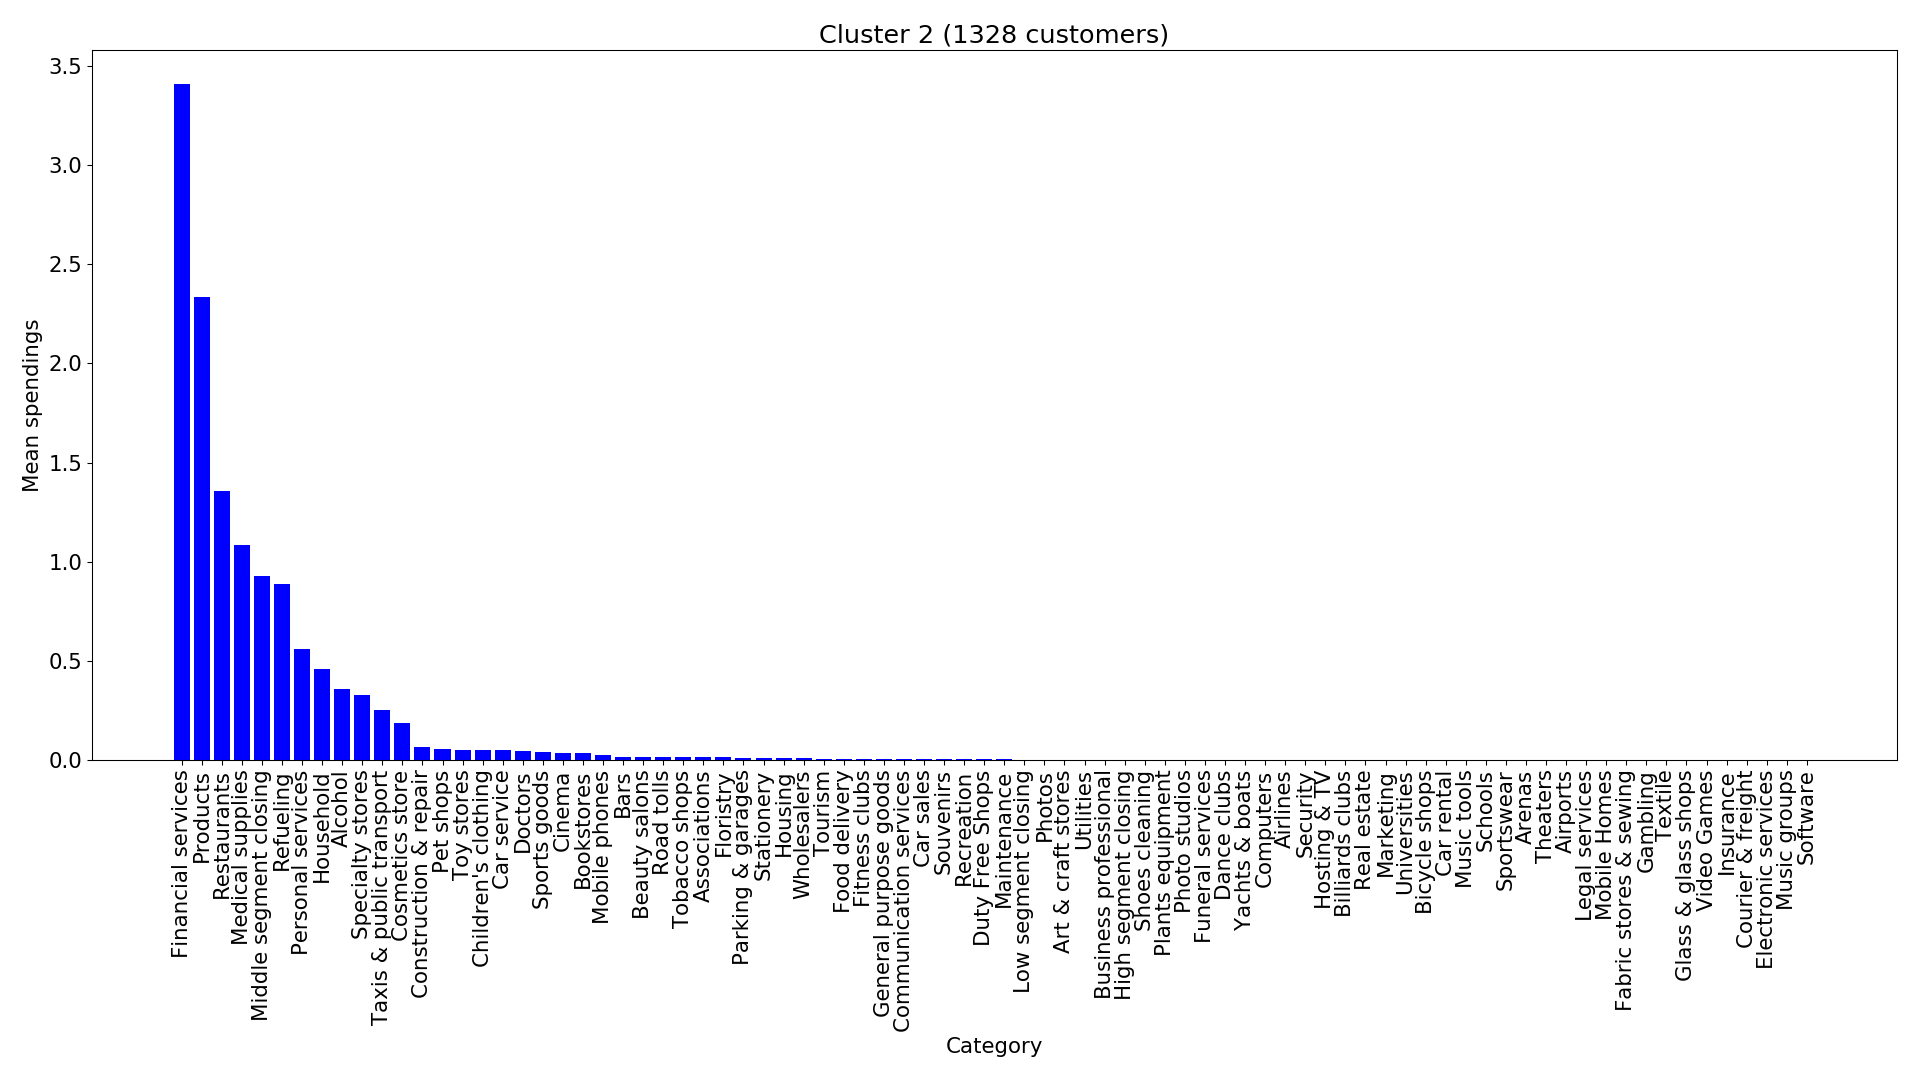 Cluster 2 (1328 customers)
3.5
3.0
2.5
2.0
1.5
1.0
0.5
0.0
Mean spendings
Financial services
Products
Restaurants
Medical supplies
Middle segment closing
Refueling
Personal services
Household
Alcohol
Specialty stores
Taxis & public transport
Cosmetics store
Construction & repair
Pet shops
Toy stores
Children's clothing
Car service
Doctors
Sports goods
Cinema
Bookstores
Mobile phones
Bars
Beauty salons
Road tolls
Tobacco shops
Associations
Floristry
Parking & garages
Stationery
Housing
Wholesalers
Tourism
Food delivery
Fitness clubs
General purpose goods
Communication services
Car sales
Souvenirs
Recreation
Duty Free Shops
Maintenance
Low segment closing
Photos
Art & craft stores
Utilities
Business professional
High segment closing
Shoes cleaning
Plants equipment
Photo studios
Funeral services
Dance clubs
Yachts & boats
Computers
Airlines
Security
Hosting & TV
Billiards clubs
Real estate
Marketing
Universities
Bicycle shops
Car rental
Music tools
Schools
Sportswear
Arenas
Theaters
Airports
Legal services
Mobile Homes
Fabric stores & sewing
Gambling
Textile
Glass & glass shops
Video Games
Insurance
Courier & freight
Electronic services
Music groups
Software
Category